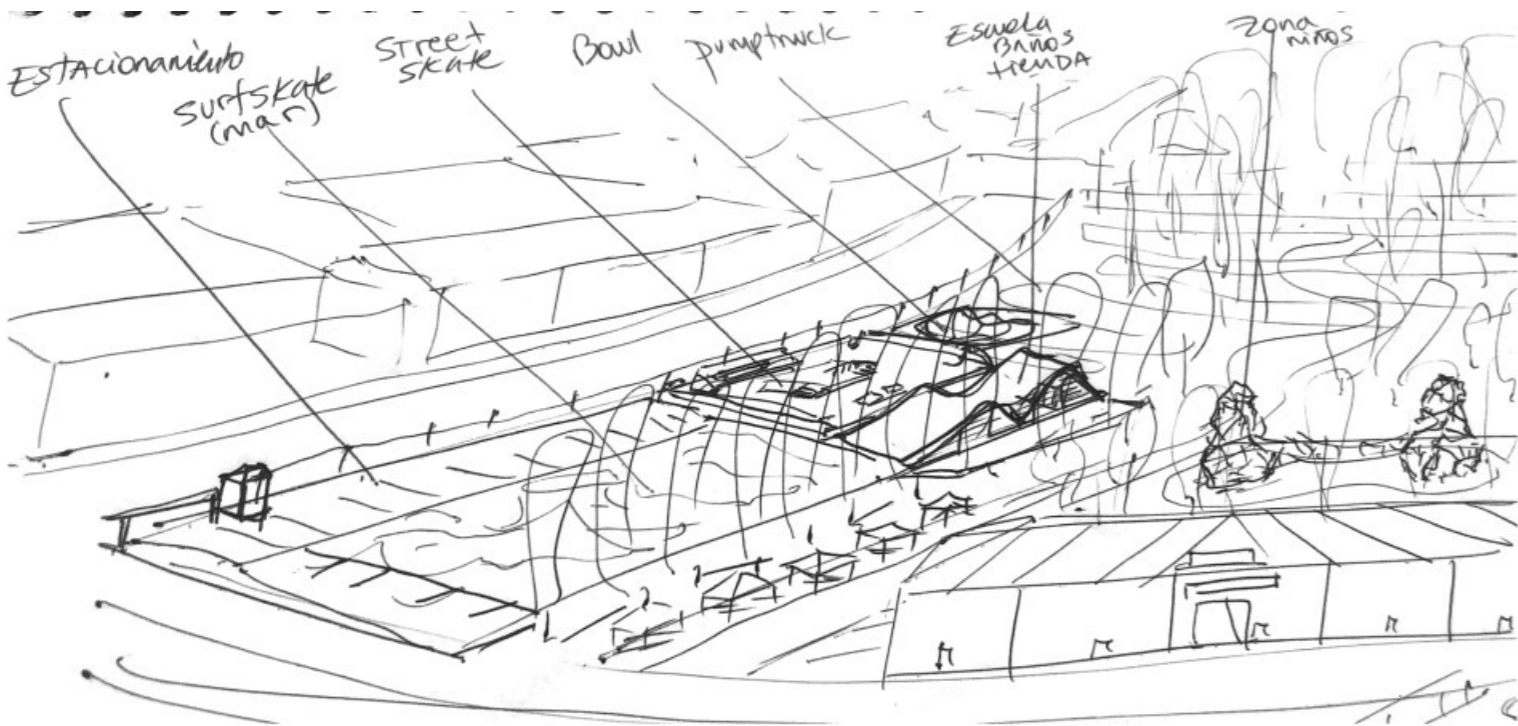 ESTACIONAMIENTO
SURFSKATE
(mar)
STREET
SKATE
Bowl
pumptruck
Escuela
BAÑOS
tIENDA
Zona
niños